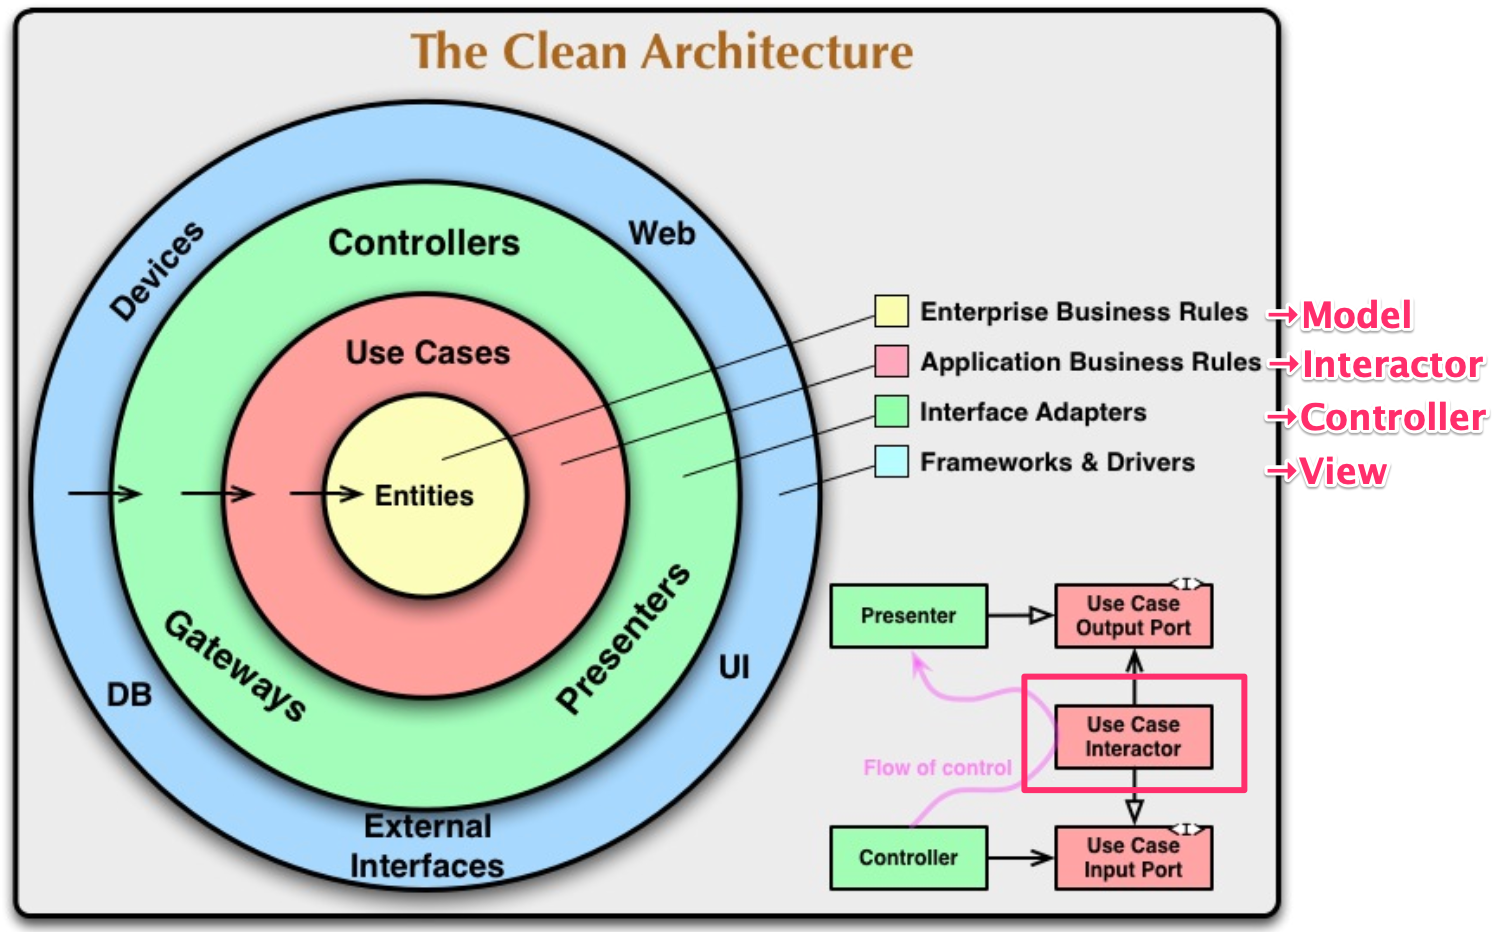 The Clean Architecture
Devices
Web
Controllers
Use Cases
Entities
Gateways
Presenters
DB
UI
External
Interfaces
Enterprise Business Rules →Model
Application Business Rules →Interactor
Interface Adapters →Controller
Frameworks & Drivers →View
Presenter
<I>
Use Case
Output Port
Use Case
Interactor
Flow of control
Controller
<I>
Use Case
Input Port